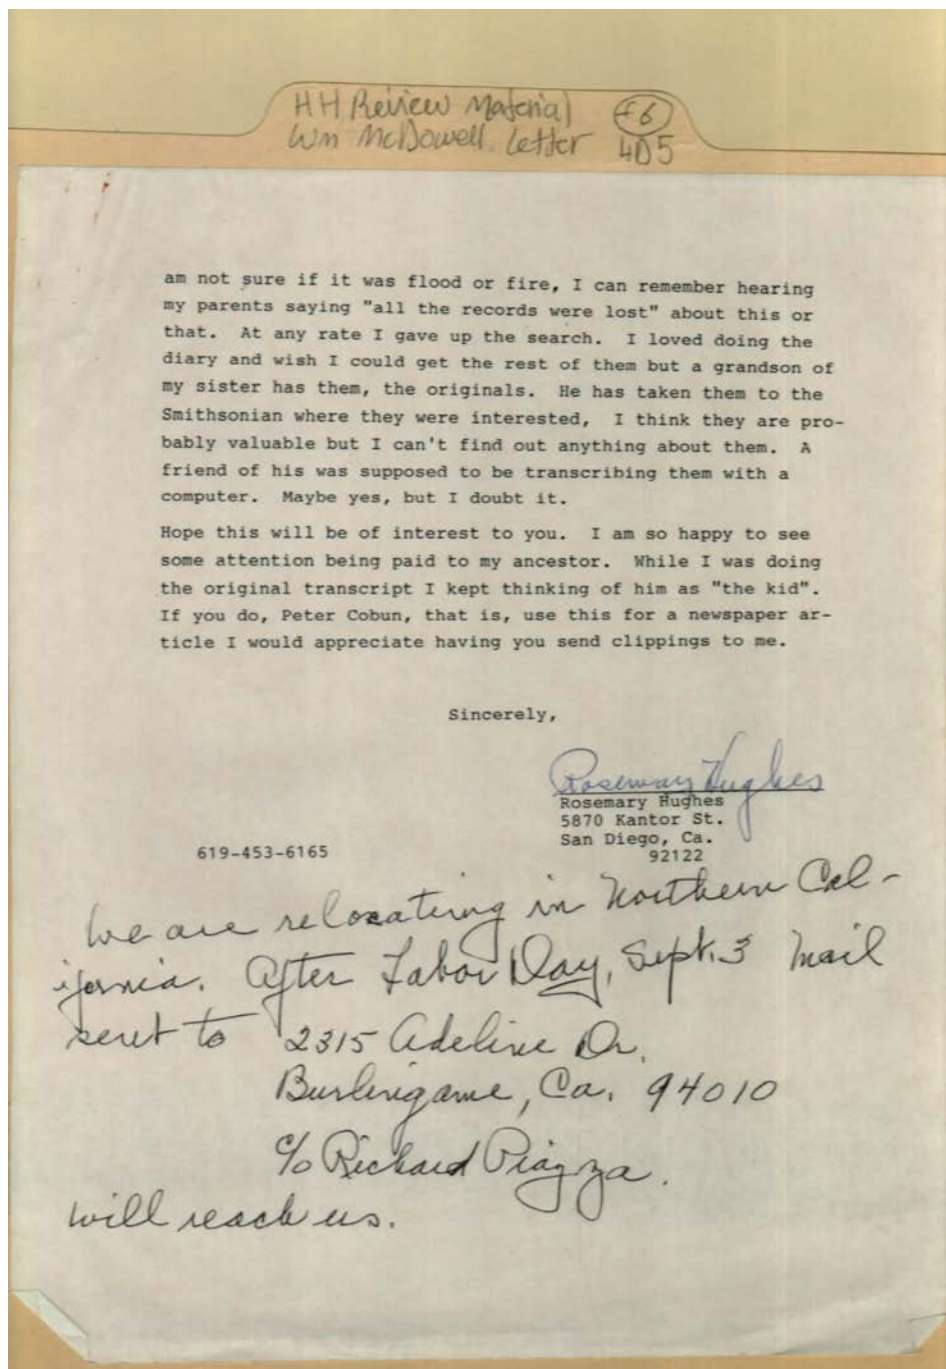 HH Review Material F6
Wm McDowell Letter 4D5
am not sure if it was flood or fire, I can remember hearing
my parents saying "all the records were lost" about this or
that.  At any rate I gave up the search.  I loved doing the
diary and wish I could get the rest of them but a grandson of
my sister has them, the originals.  He has taken them to the
Smithsonian where they were interested,  I think they are pro-
bably valuable but I can't find out anything about them.  A
friend of his was supposed to be transcribing them with a
computer.  Maybe yes, but I doubt it.
Hope this will be of interest to you.  I am so happy to see
some attention being paid to my ancestor.  While I was doing
the original transcript I kept thinking of him as "the kid".
If you do, Peter Cobun, that is, use this for a newspaper ar-
ticle I would appreciate having you send clippings to me.
Sincerely,
Rosemary Hughes
Rosemary Hughes
5870 Kantor St.
San Diego, Ca.
92122
619-453-6165
We are relocating in Northern Cal-
ifornia. After Labor Day, Sept. 3 mail
sent to 2315 Adeline Dr.
Burlingame, Ca. 94010
c/o Richard Piazza.
will reach us.